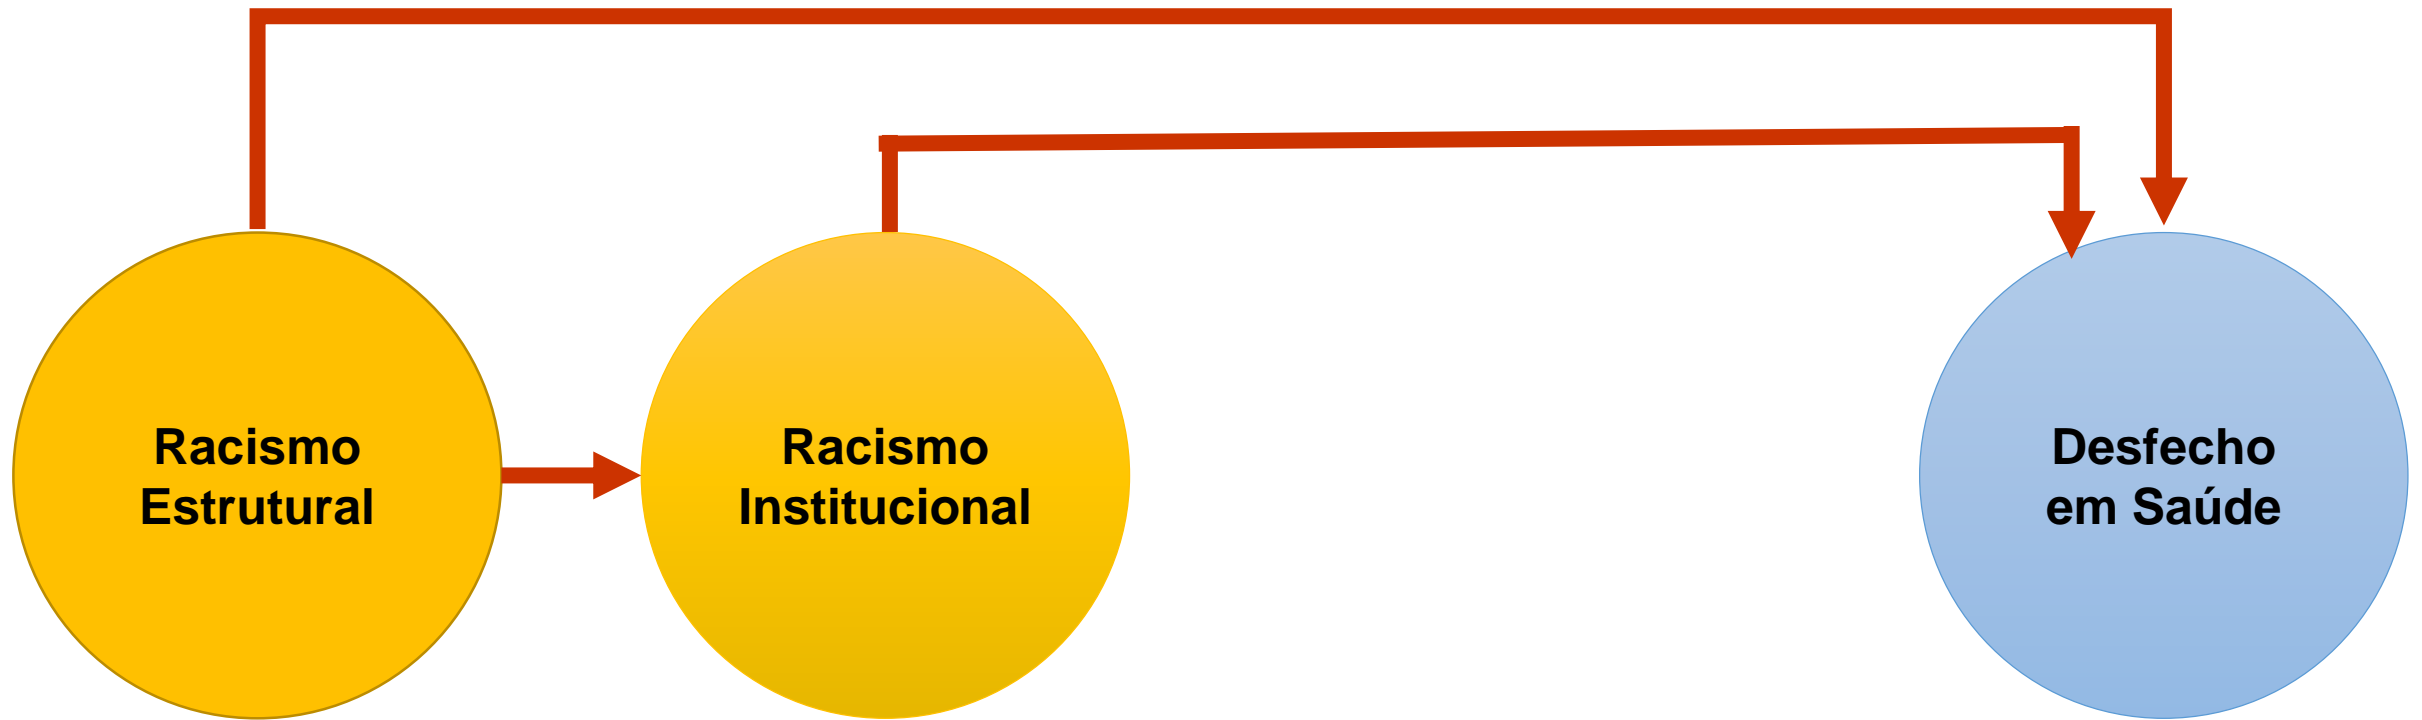 Racismo
Estrutural
Racismo
Institucional
Desfecho
em Saúde